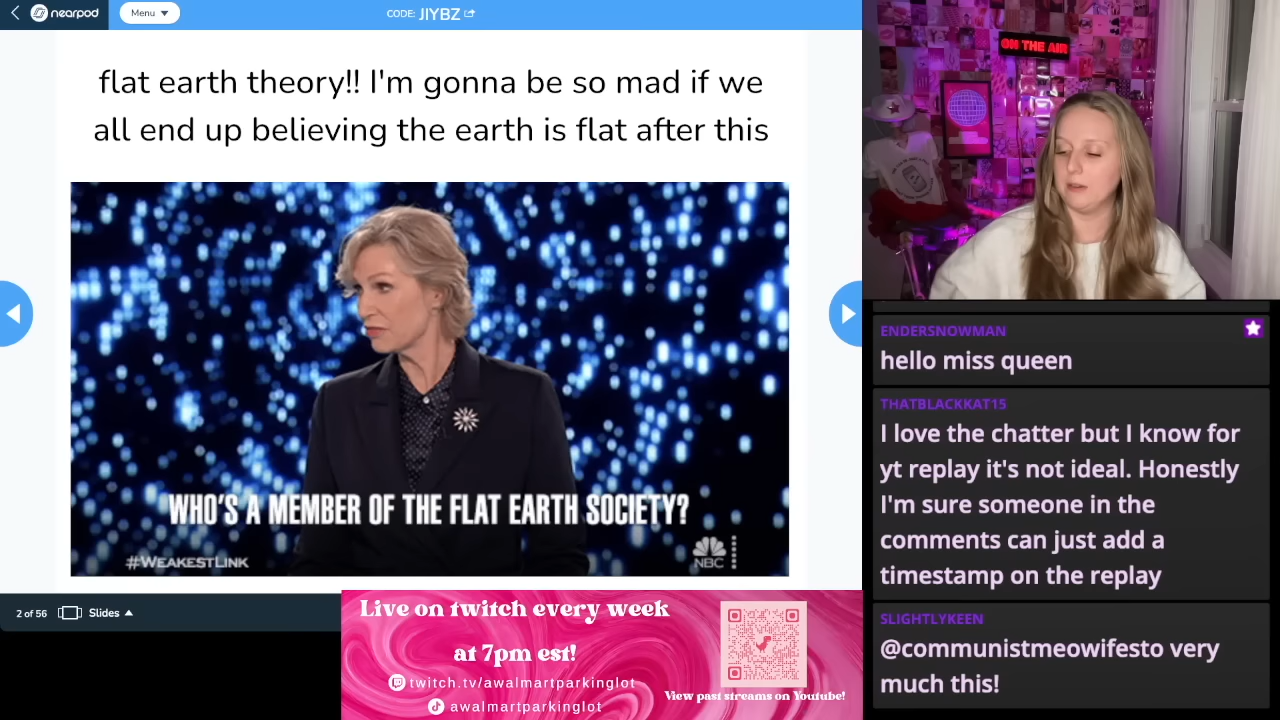 nearpod
Menu
CODE: JIYBZ
flat earth theory!! I'm gonna be so mad if we
all end up believing the earth is flat after this
WHO'S A MEMBER OF THE FLAT EARTH SOCIETY?
#WEAKESTLINK
NBC
2 of 56
Slides
Live on twitch every week
at 7pm est!
twitch.tv/awalmartparkinglot
awalmartparkinglot
View past streams on Youtube!
ON THE AIR
ENDERSNOWMAN
hello miss queen
THATBLACKKAT15
I love the chatter but I know for
yt replay it's not ideal. Honestly
I'm sure someone in the
comments can just add a
timestamp on the replay
SLIGHTLYKEEN
@communistmeowifesto very
much this!